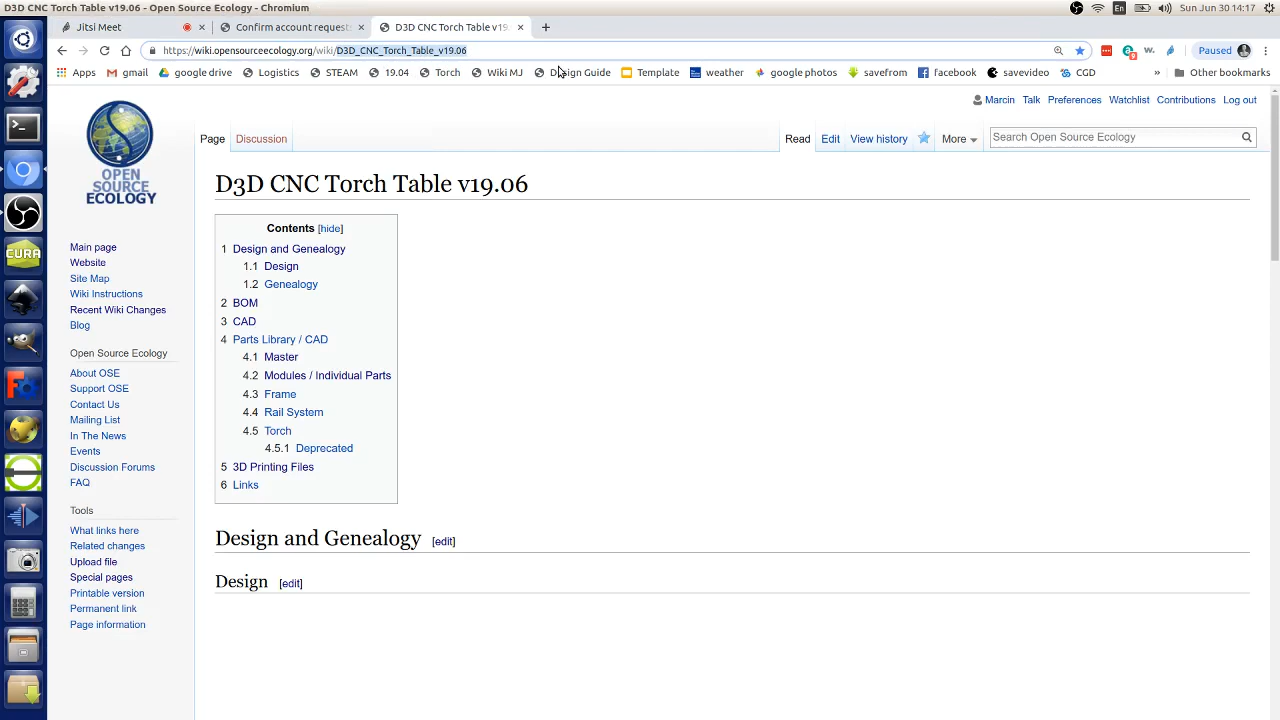 D3D CNC Torch Table v19.06 - Open Source Ecology - Chromium
En
Sun Jun 30 14:17
Jitsi Meet
Confirm account requests
D3D CNC Torch Table v19.
https://wiki.opensourceecology.org/wiki/D3D_CNC_Torch_Table_v19.06
Paused
Apps
gmail
google drive
Logistics
STEAM
19.04
Torch
Wiki MJ
Design Guide
Template
weather
google photos
savefrom
facebook
savevideo
CGD
»
Other bookmarks
Marcin
Talk
Preferences
Watchlist
Contributions
Log out
Page
Discussion
Read
Edit
View history
More
Search Open Source Ecology
OPEN
SOURCE
ECOLOGY
CURA
Main page
Website
Site Map
Wiki Instructions
Recent Wiki Changes
Blog
Open Source Ecology
About OSE
Support OSE
Contact Us
Mailing List
In The News
Events
Discussion Forums
FAQ
Tools
What links here
Related changes
Upload file
Special pages
Printable version
Permanent link
Page information
D3D CNC Torch Table v19.06
Contents [hide]
1 Design and Genealogy
1.1 Design
1.2 Genealogy
2 BOM
3 CAD
4 Parts Library / CAD
4.1 Master
4.2 Modules / Individual Parts
4.3 Frame
4.4 Rail System
4.5 Torch
4.5.1 Deprecated
5 3D Printing Files
6 Links
Design and Genealogy [edit]
Design [edit]